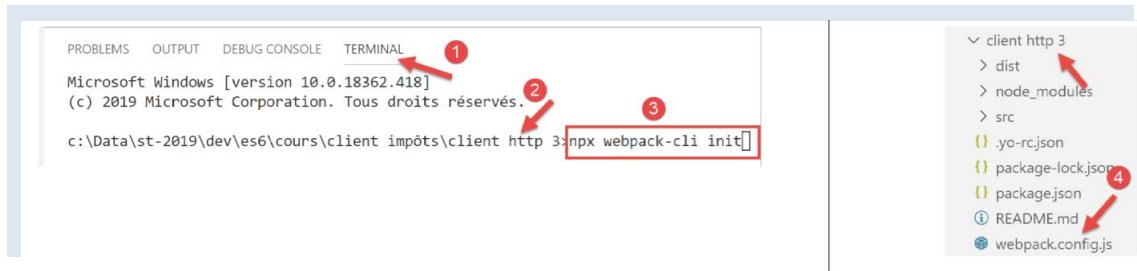 PROBLEMS OUTPUT DEBUG CONSOLE TERMINAL 1
Microsoft Windows [version 10.0.18362.418]
(c) 2019 Microsoft Corporation. Tous droits réservés.
2
3
c:\Data\st-2019\dev\es6\cours\client impôts\client http 3>npx webpack-cli init
client http 3
dist
node_modules
src
{} .yo-rc.json
{} package-lock.json
4
{} package.json
README.md
webpack.config.js